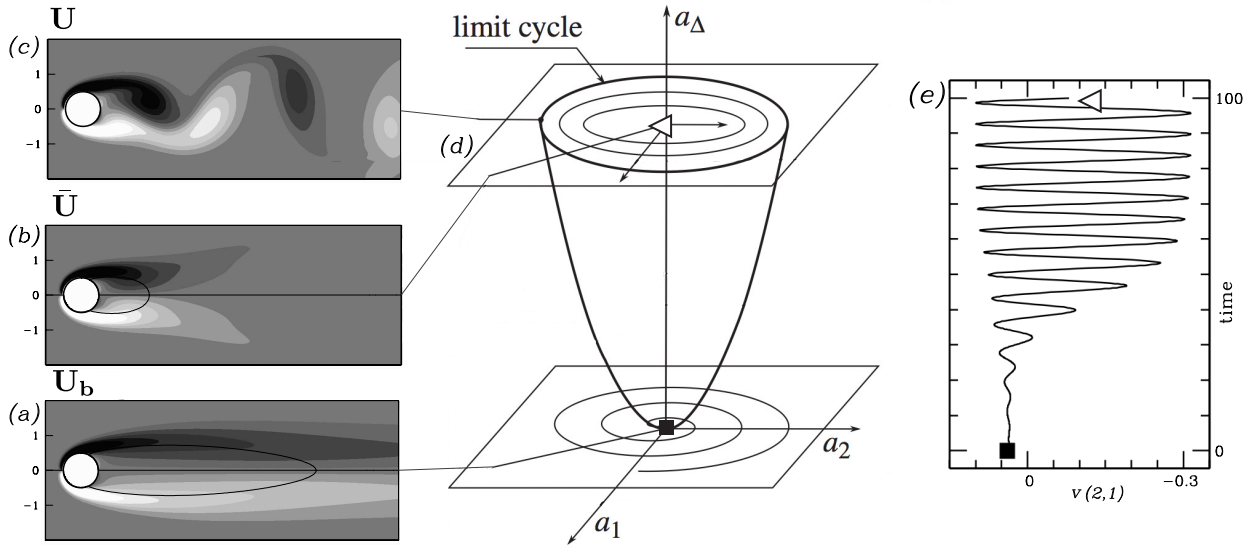 U
(c)
1
0
-1
Ū
(b)
1
0
-1
U_b
(a)
1
0
-1
limit cycle
a_Δ
(d)
a_2
a_1
(e)
100
time
0
0
-0.3
v(2,1)